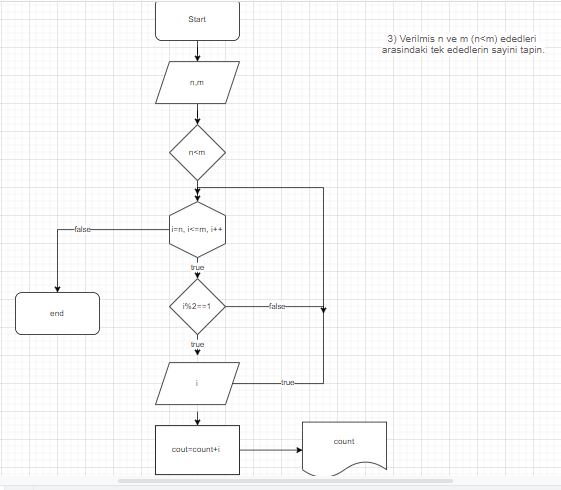 Start
3) Verilmis n ve m (n<m) ededleri
arasindaki tek ededlerin sayini tapin.
n,m
n<m
i=n, i<=m, i++
false
true
end
i%2==1
false
true
i
true
cout=count+i
count